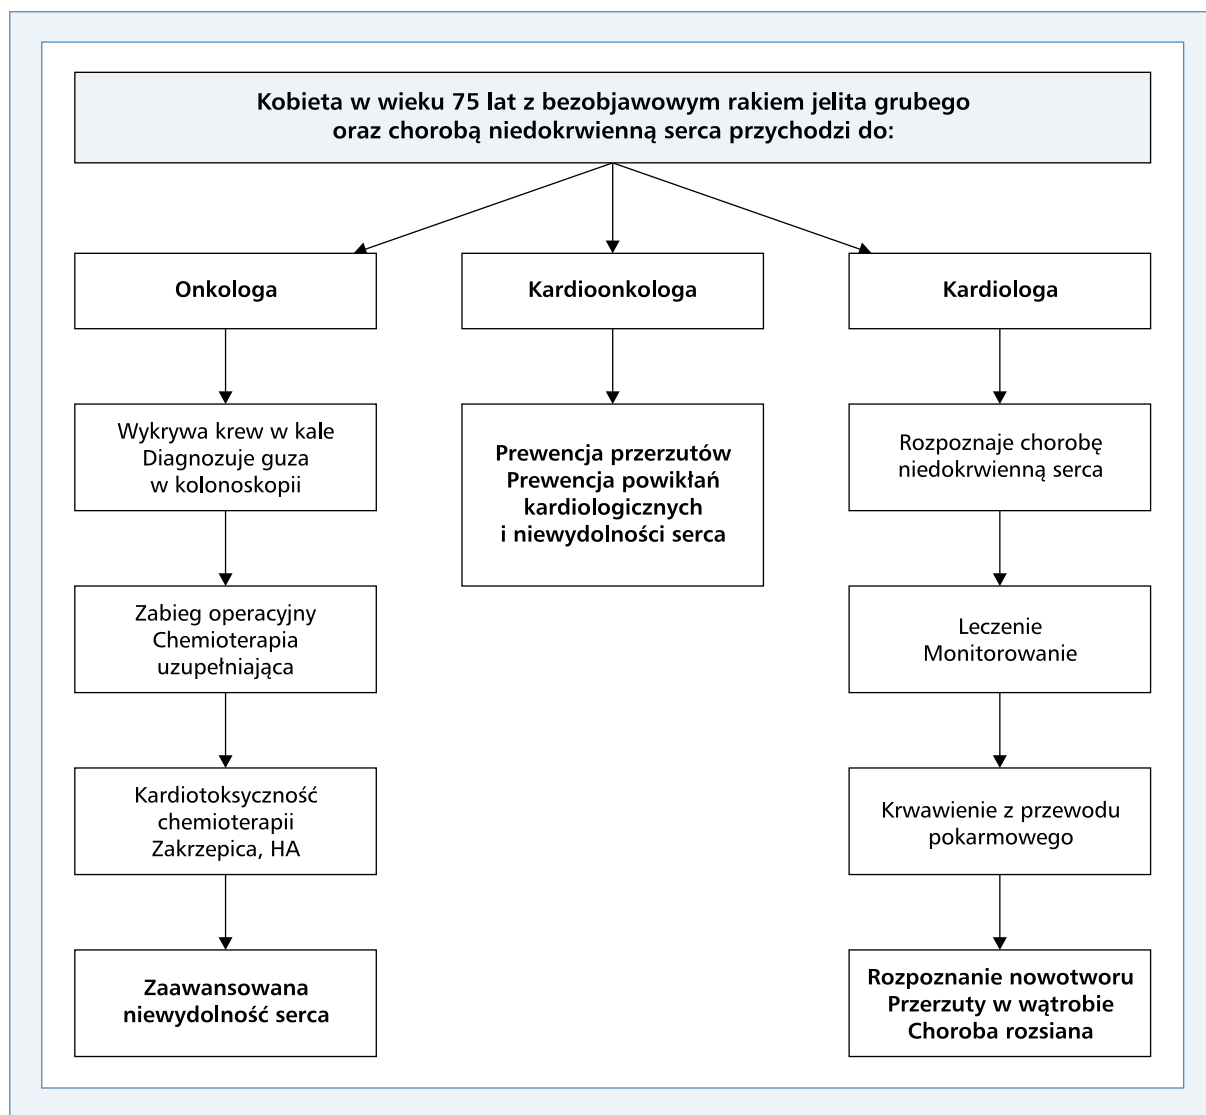 Kobieta w wieku 75 lat z bezobjawowym rakiem jelita grubego
oraz chorobą niedokrwienną serca przychodzi do:
Onkologa
Wykrywa krew w kale
Diagnozuje guza
w kolonoskopii
Zabieg operacyjny
Chemioterapia
uzupełniająca
Kardiotoksyczność
chemioterapii
Zakrzepica, HA
Zaawansowana
niewydolność serca
Kardioonkologa
Prewencja przerzutów
Prewencja powikłań
kardiologicznych
i niewydolności serca
Kardiologa
Rozpoznaje chorobę
niedokrwienną serca
Leczenie
Monitorowanie
Krwawienie z przewodu
pokarmowego
Rozpoznanie nowotworu
Przerzuty w wątrobie
Choroba rozsiana